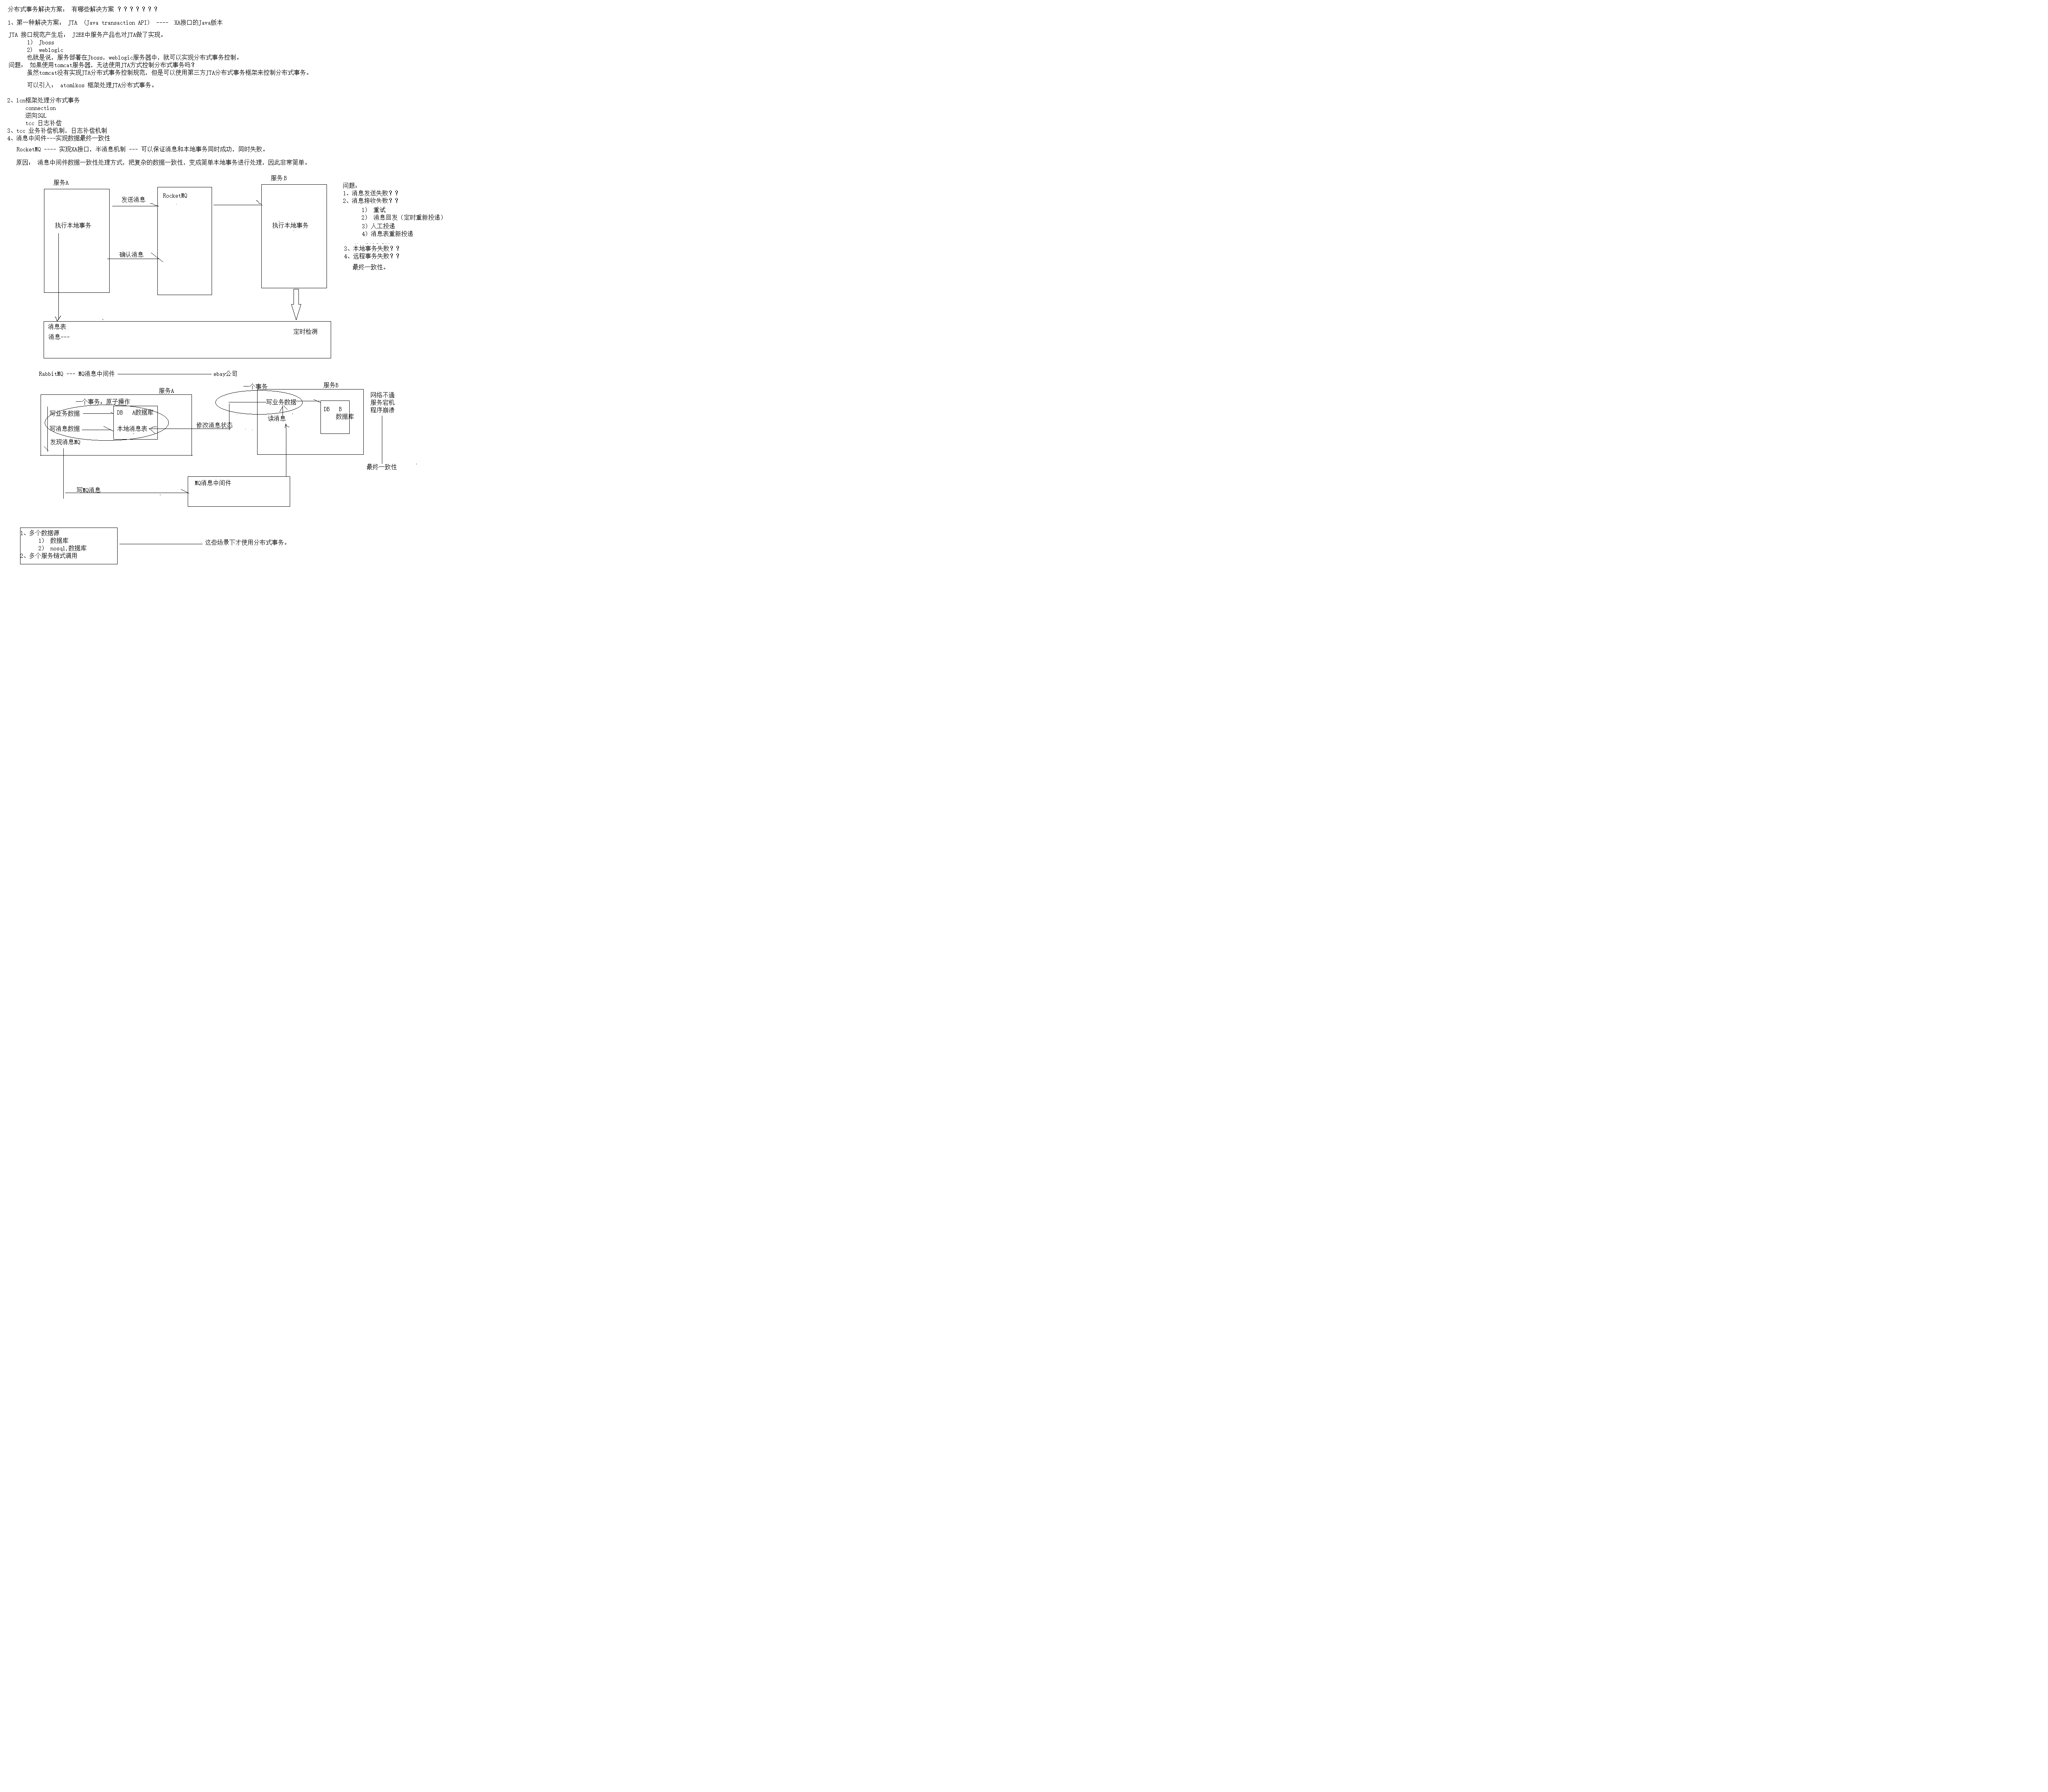 分布式事务解决方案， 有哪些解决方案 ？？？？？？？
1、第一种解决方案， JTA （Java transaction API） ---- XA接口的Java版本
JTA 接口规范产生后， J2EE中服务产品也对JTA做了实现。
1） Jboss
2） weblogic
也就是说，服务部署在Jboss、weblogic服务器中，就可以实现分布式事务控制。
问题， 如果使用tomcat服务器，无法使用JTA方式控制分布式事务吗？
虽然tomcat没有实现JTA分布式事务控制规范，但是可以使用第三方JTA分布式事务框架来控制分布式事务。
可以引入， atomikos 框架处理JTA分布式事务。
2、lcn框架处理分布式事务
connection
逆向SQL
tcc 日志补偿
3、tcc 业务补偿机制，日志补偿机制
4、消息中间件---实现数据最终一致性
RocketMQ ---- 实现XA接口，半消息机制 --- 可以保证消息和本地事务同时成功、同时失败。
原因： 消息中间件数据一致性处理方式，把复杂的数据一致性，变成简单本地事务进行处理，因此非常简单。
服务A
服务B
发送消息
RocketMQ
执行本地事务
执行本地事务
确认消息
问题，
1、消息发送失败？？
2、消息接收失败？？
1） 重试
2） 消息回发（定时重新投递）
3）人工投递
4）消息表重新投递
3、本地事务失败？？
4、远程事务失败？？
最终一致性。
消息表
消息---
定时检测
RabbitMQ --- MQ消息中间件
ebay公司
服务A
一个事务，原子操作
写业务数据
DB A数据库
写消息数据
本地消息表
发现消息MQ
修改消息状态
一个事务
服务B
写业务数据
读消息
DB B
数据库
网络不通
服务宕机
程序崩溃
最终一致性
写MQ消息
MQ消息中间件
1、多个数据源
1） 数据库
2） nosql,数据库
2、多个服务链式调用
这些场景下才使用分布式事务。